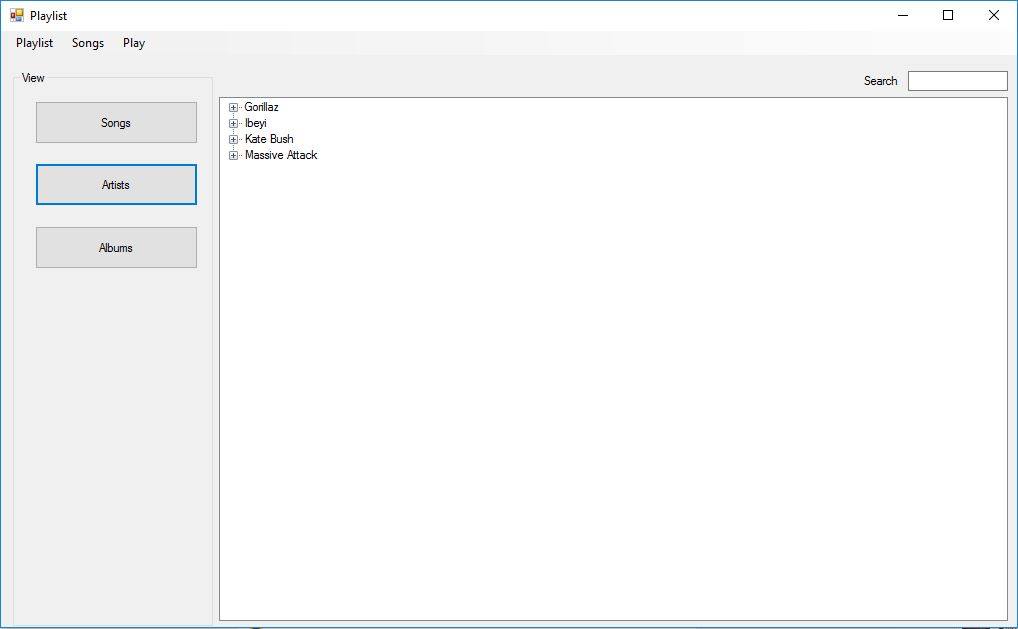 Playlist
Playlist Songs Play
View
Search
Songs
Artists
Albums
Gorillaz
Ibeyi
Kate Bush
Massive Attack